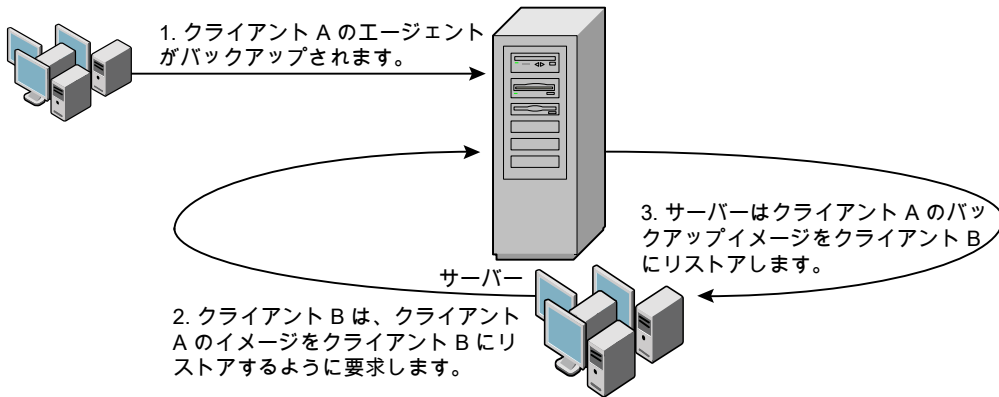 1. クライアント A のエージェント
がバックアップされます。
3. サーバーはクライアント A のバッ
クアップイメージをクライアント B
にリストアします。
サーバー
2. クライアント B は、クライアント
A のイメージをクライアント B にリ
ストアするように要求します。